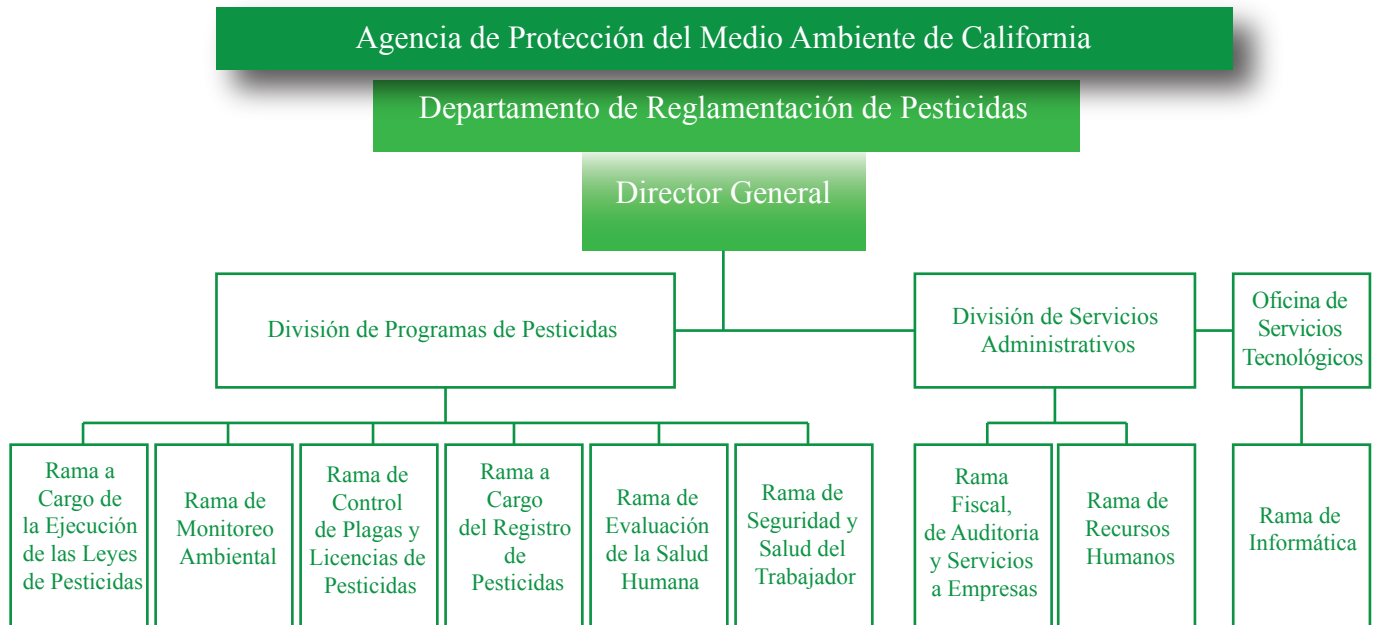 Agencia de Protección del Medio Ambiente de California
Departamento de Reglamentación de Pesticidas
Director General
División de Programas de Pesticidas
División de Servicios
Administrativos
Oficina de
Servicios
Tecnológicos
Rama a
Cargo de
la Ejecución
de las Leyes
de Pesticidas
Rama de
Monitoreo
Ambiental
Rama de
Control
de Plagas y
Licencias de
Pesticidas
Rama a
Cargo
del Registro
de
Pesticidas
Rama de
Evaluación
de la Salud
Humana
Rama de
Seguridad y
Salud del
Trabajador
Rama
Fiscal,
de Auditoria
y Servicios
a Empresas
Rama de
Recursos
Humanos
Rama de
Informática